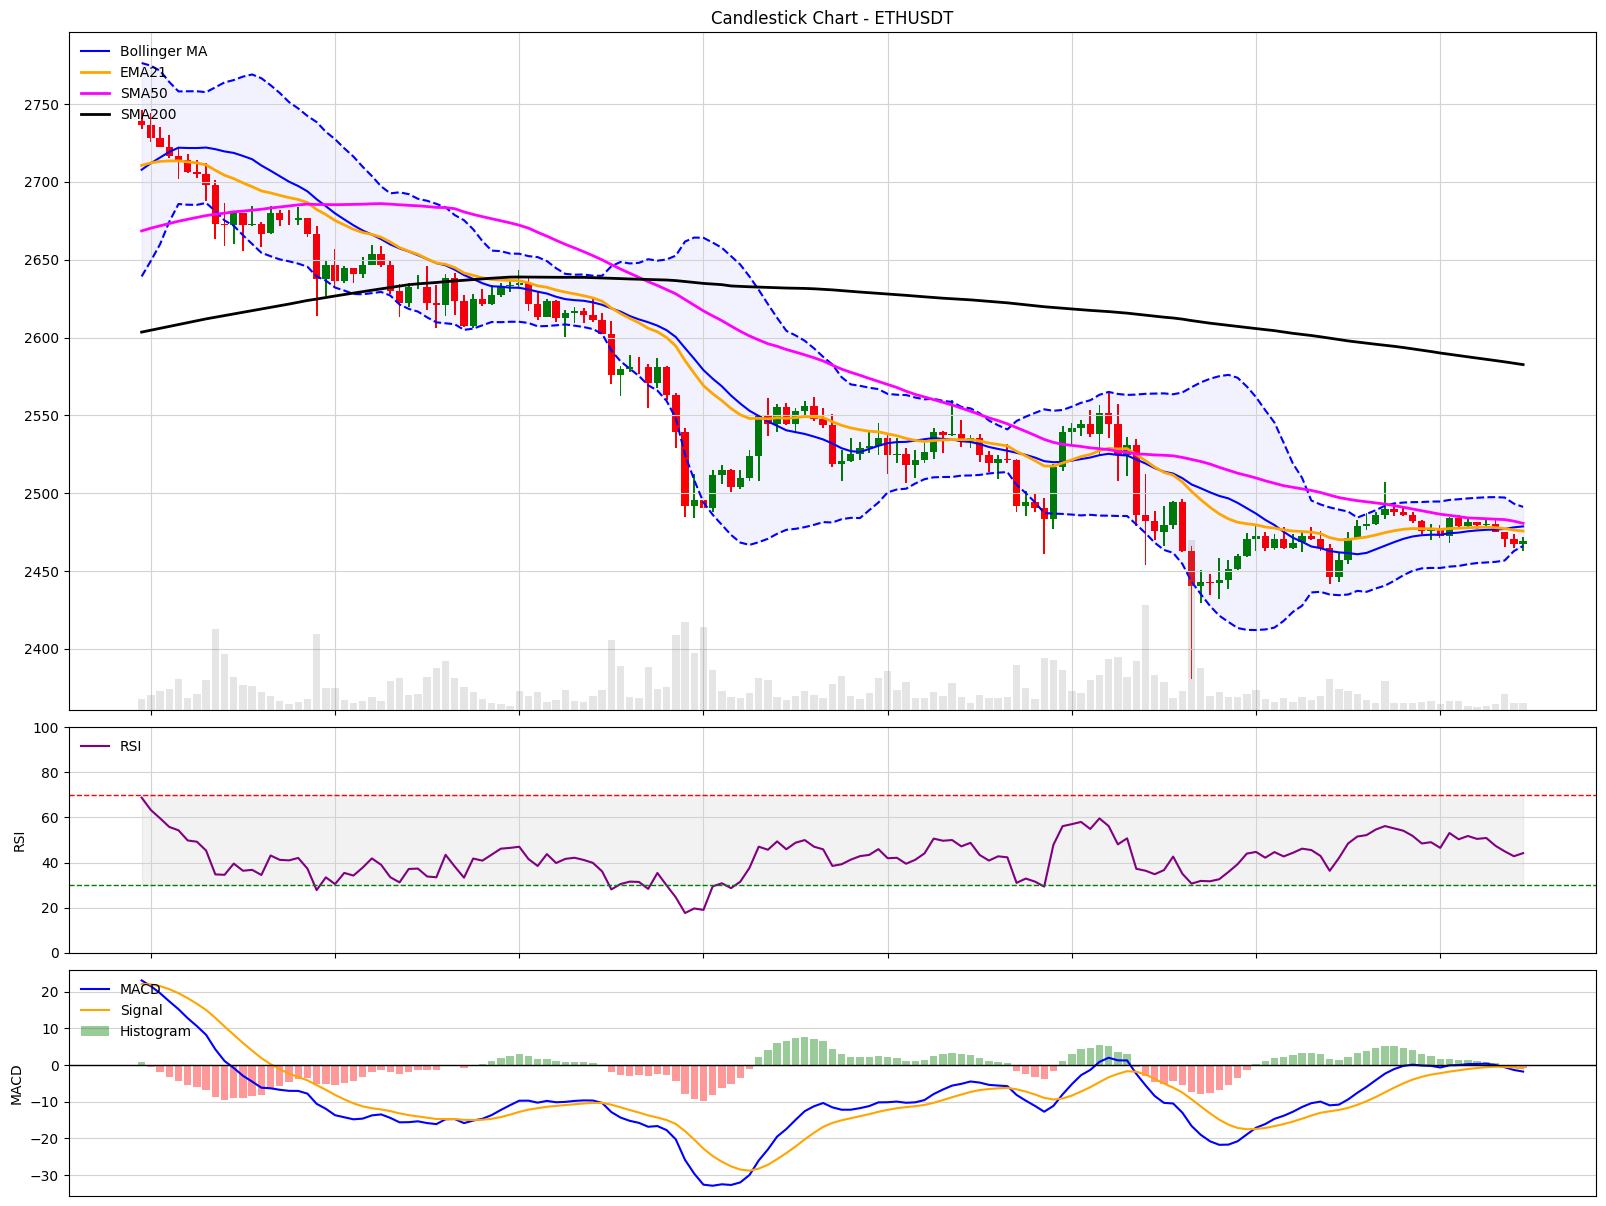 Candlestick Chart - ETHUSDT
Bollinger MA
EMA21
SMA50
SMA200
2750
2700
2650
2600
2550
2500
2450
2400
100
80
60
40
20
0
RSI
RSI
20
10
0
−10
−20
−30
MACD
MACD
Signal
Histogram